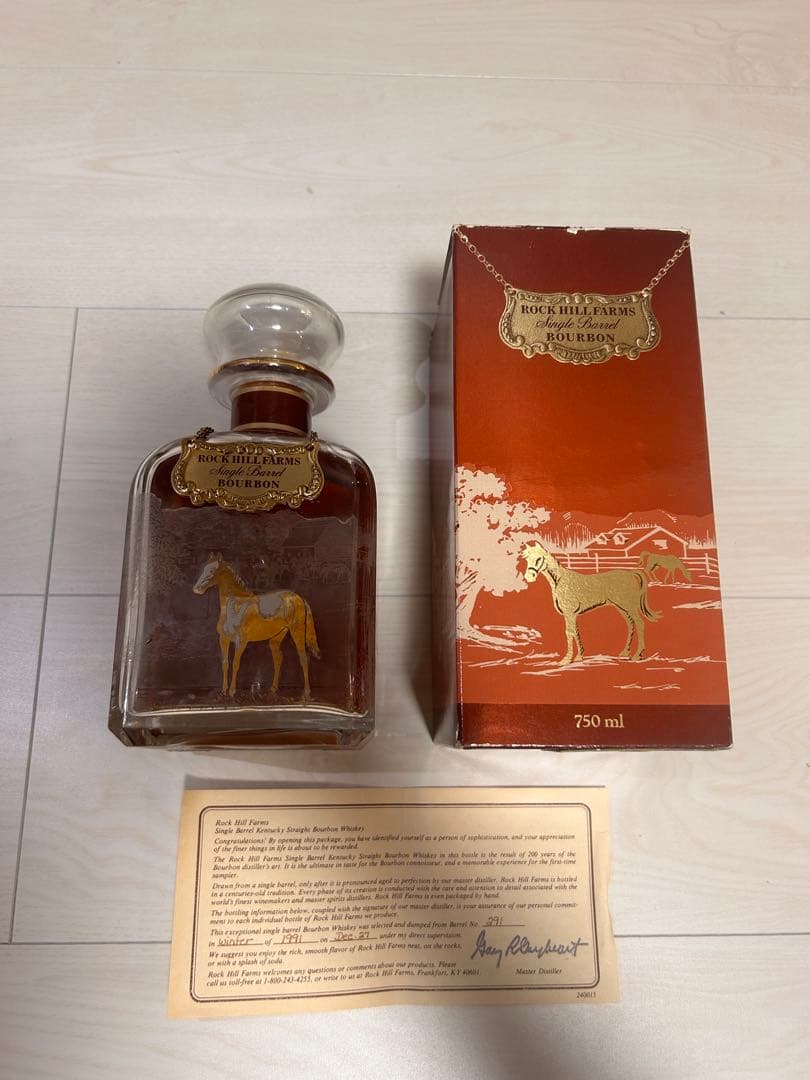 ROCK HILL FARMS
Single Barrel
BOURBON
ROCK HILL FARMS
Single Barrel
BOURBON
750 ml
Rock Hill Farms
Single Barrel Kentucky Straight Bourbon Whiskey
Congratulations! By opening this package, you have identified yourself as a person of sophistication, and your appreciation
of the finer things in life is about to be rewarded.
The Rock Hill Farms Single Barrel Kentucky Straight Bourbon Whiskey in this bottle is the result of 200 years of the
Bourbon distiller's art. It is the ultimate in taste for the Bourbon connoisseur, and a memorable experience for the first-time
sampler.
Drawn from a single barrel, only after it is pronounced aged to perfection by our master distiller, Rock Hill Farms is bottled
in a centuries-old tradition. Every phase of its creation is conducted with the care and attention to detail associated with the
world's finest winemakers and master spirits distillers. Rock Hill Farms is even packaged by hand.
The bottling information below, coupled with the signature of our master distiller, is your assurance of our personal commit-
ment to each individual bottle of Rock Hill Farms we produce.
This exceptional single barrel Bourbon Whiskey was selected and dumped from Barrel No. 291
in Winter of 1991 on Dec. 27 under my direct supervision.
We suggest you enjoy the rich, smooth flavor of Rock Hill Farms neat, on the rocks,
or with a splash of soda.
Rock Hill Farms welcomes any questions or comments about our products. Please
call us toll-free at 1-800-243-4255, or write to us at Rock Hill Farms, Frankfort, KY 40601.
Master Distiller
240015